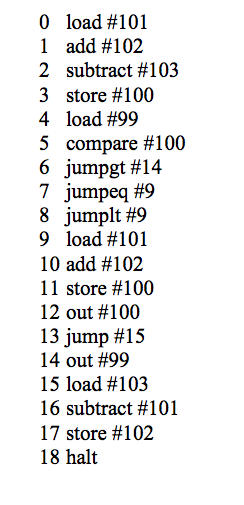 0 load #101
1 add #102
2 subtract #103
3 store #100
4 load #99
5 compare #100
6 jumpgt #14
7 jumpeq #9
8 jumplt #9
9 load #101
10 add #102
11 store #100
12 out #100
13 jump #15
14 out #99
15 load #103
16 subtract #101
17 store #102
18 halt